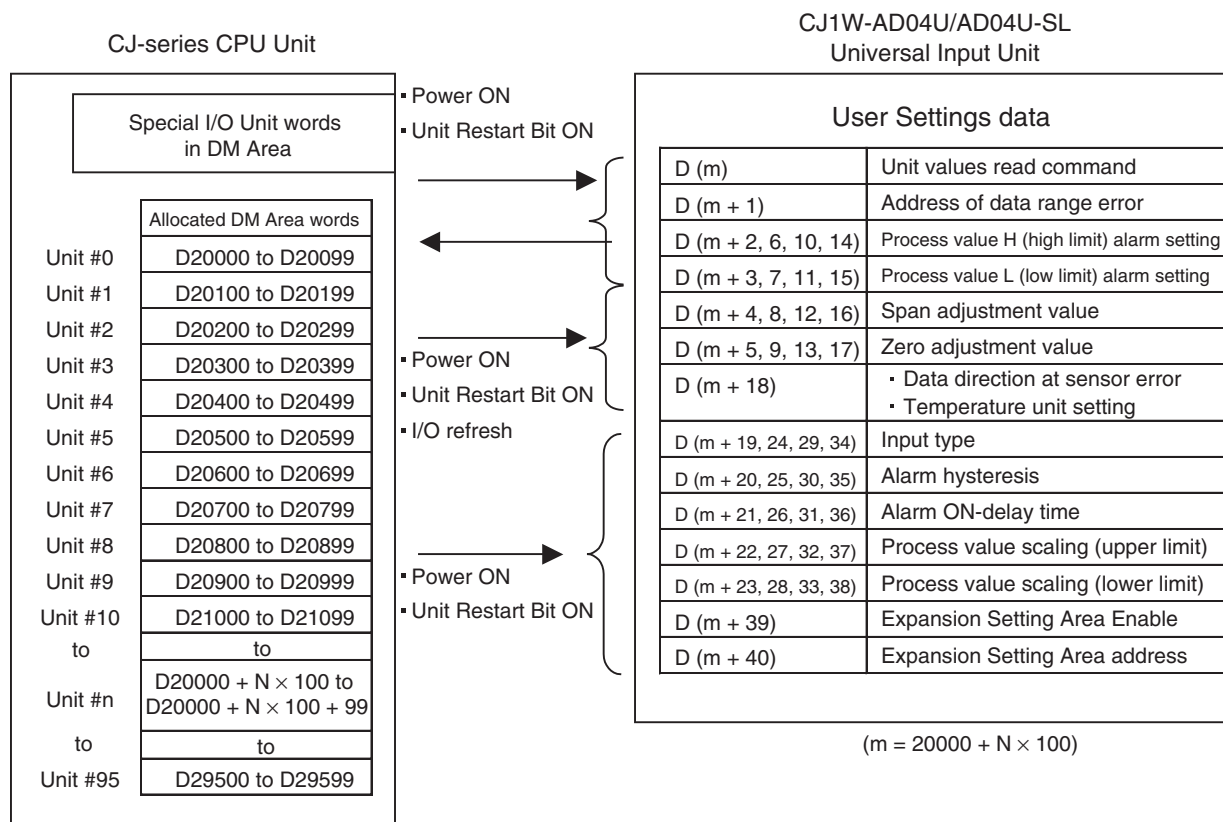 CJ-series CPU Unit
CJ1W-AD04U/AD04U-SL
Universal Input Unit
Special I/O Unit words
in DM Area
▪ Power ON
▪ Unit Restart Bit ON
Allocated DM Area words
Unit #0 D20000 to D20099
Unit #1 D20100 to D20199
Unit #2 D20200 to D20299
Unit #3 D20300 to D20399
Unit #4 D20400 to D20499
Unit #5 D20500 to D20599
Unit #6 D20600 to D20699
Unit #7 D20700 to D20799
Unit #8 D20800 to D20899
Unit #9 D20900 to D20999
Unit #10 D21000 to D21099
to to
Unit #n D20000 + N × 100 to
D20000 + N × 100 + 99
to to
Unit #95 D29500 to D29599
▪ Power ON
▪ Unit Restart Bit ON
▪ I/O refresh
▪ Power ON
▪ Unit Restart Bit ON
User Settings data
D (m) Unit values read command
D (m + 1) Address of data range error
D (m + 2, 6, 10, 14) Process value H (high limit) alarm setting
D (m + 3, 7, 11, 15) Process value L (low limit) alarm setting
D (m + 4, 8, 12, 16) Span adjustment value
D (m + 5, 9, 13, 17) Zero adjustment value
D (m + 18) ▪ Data direction at sensor error
▪ Temperature unit setting
D (m + 19, 24, 29, 34) Input type
D (m + 20, 25, 30, 35) Alarm hysteresis
D (m + 21, 26, 31, 36) Alarm ON-delay time
D (m + 22, 27, 32, 37) Process value scaling (upper limit)
D (m + 23, 28, 33, 38) Process value scaling (lower limit)
D (m + 39) Expansion Setting Area Enable
D (m + 40) Expansion Setting Area address
(m = 20000 + N × 100)